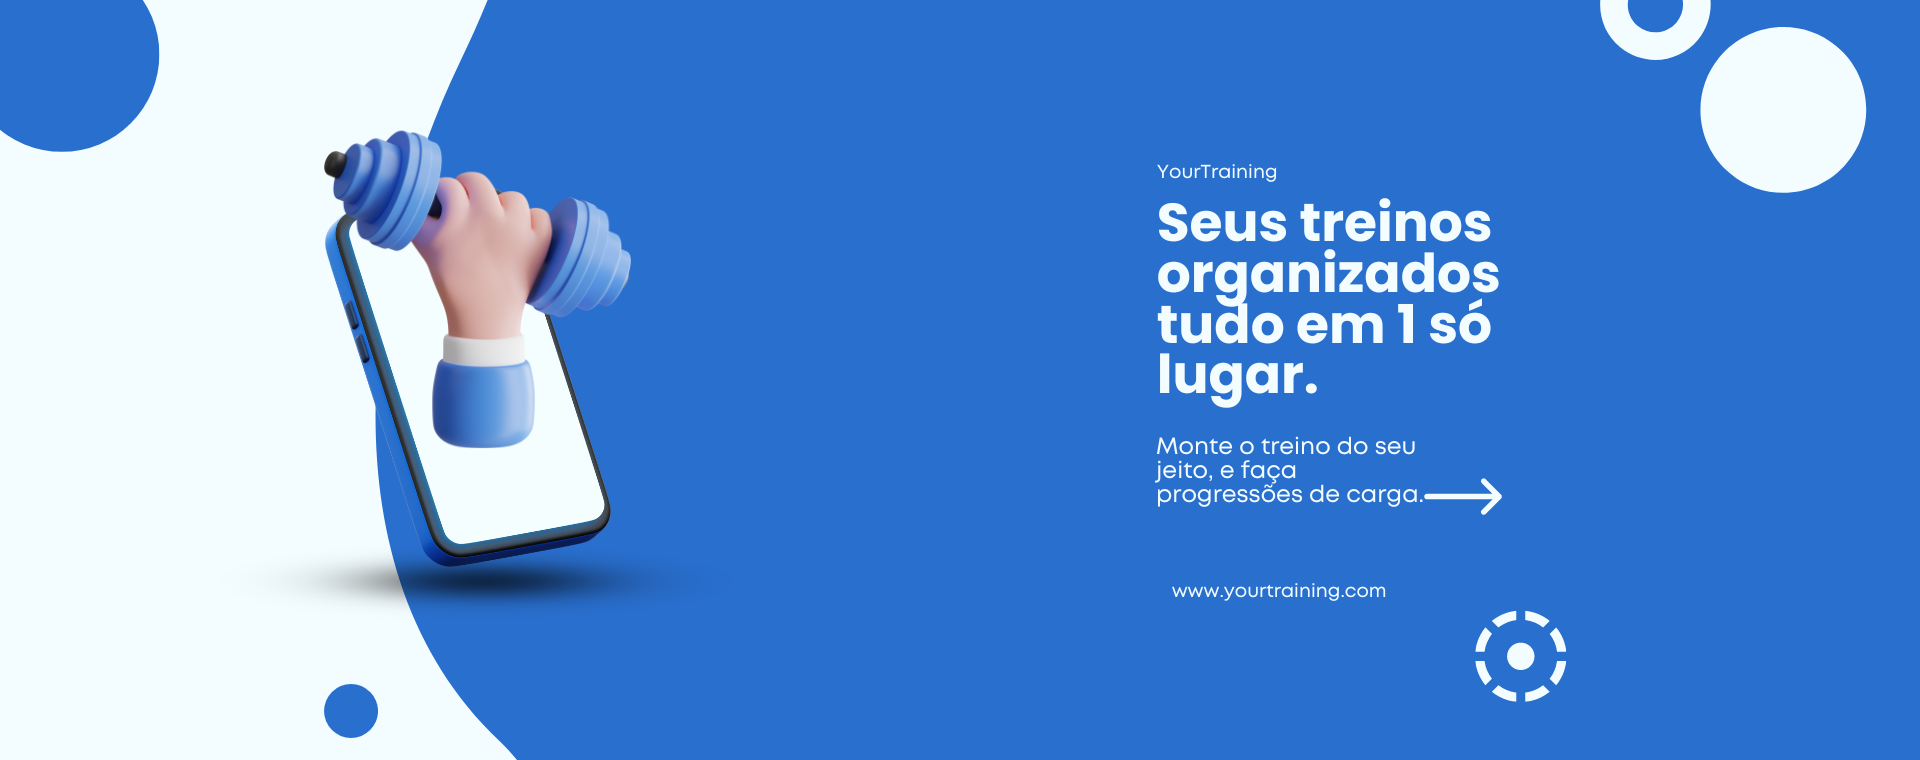 YourTraining
Seus treinos
organizados
tudo em 1 só
lugar.
Monte o treino do seu
jeito, e faça
progressões de carga.
www.yourtraining.com